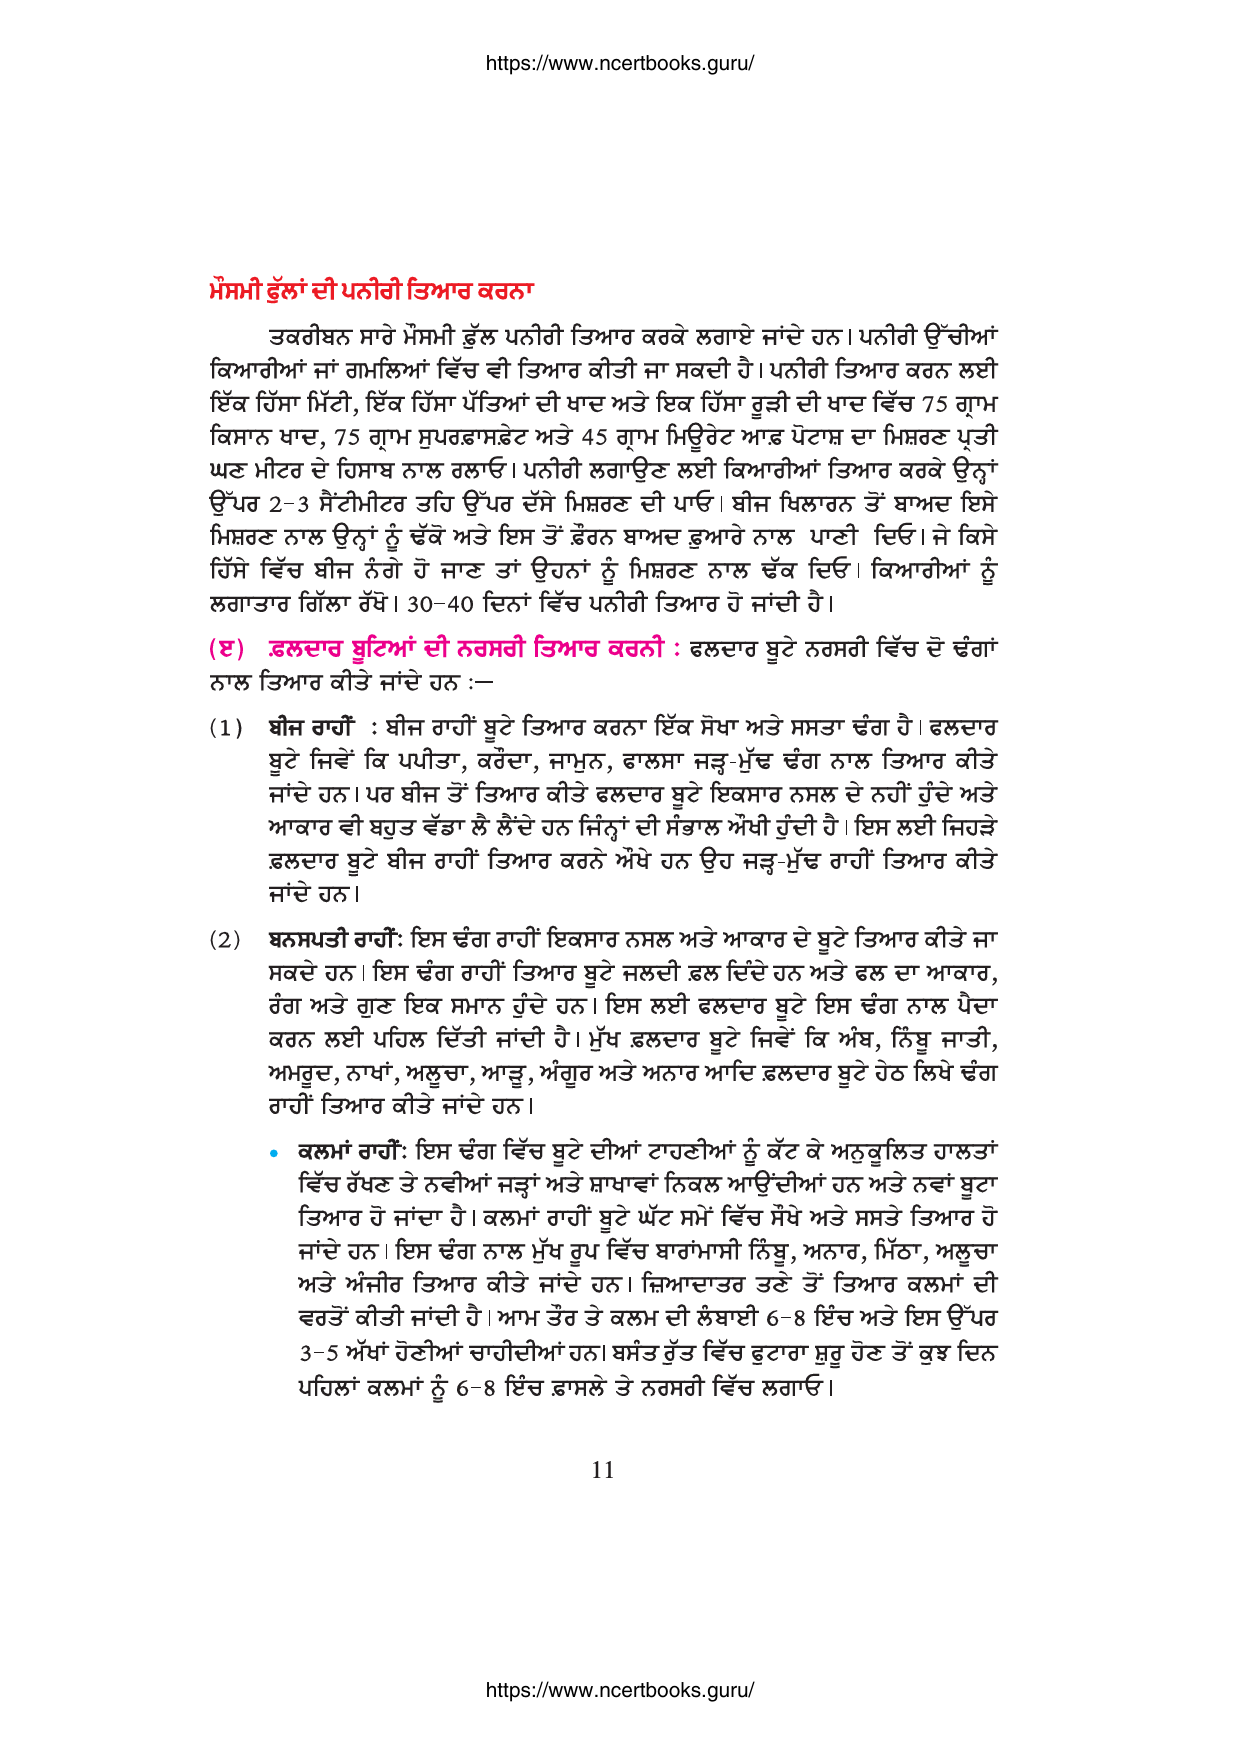 https://www.ncertbooks.guru/
ਮੌਸਮੀ ਫੁੱਲਾਂ ਦੀ ਪਨੀਰੀ ਤਿਆਰ ਕਰਨਾ
ਤਕਰੀਬਨ ਸਾਰੇ ਮੌਸਮੀ ਫ਼ੁੱਲ ਪਨੀਰੀ ਤਿਆਰ ਕਰਕੇ ਲਗਾਏ ਜਾਂਦੇ ਹਨ। ਪਨੀਰੀ ਉੱਚੀਆਂ
ਕਿਆਰੀਆਂ ਜਾਂ ਗਮਲਿਆਂ ਵਿੱਚ ਵੀ ਤਿਆਰ ਕੀਤੀ ਜਾ ਸਕਦੀ ਹੈ। ਪਨੀਰੀ ਤਿਆਰ ਕਰਨ ਲਈ
ਇੱਕ ਹਿੱਸਾ ਮਿੱਟੀ, ਇੱਕ ਹਿੱਸਾ ਪੱਤਿਆਂ ਦੀ ਖਾਦ ਅਤੇ ਇਕ ਹਿੱਸਾ ਰੂੜੀ ਦੀ ਖਾਦ ਵਿੱਚ 75 ਗ੍ਰਾਮ
ਕਿਸਾਨ ਖਾਦ, 75 ਗ੍ਰਾਮ ਸੁਪਰਫ਼ਾਸਫ਼ੇਟ ਅਤੇ 45 ਗ੍ਰਾਮ ਮਿਊਰੇਟ ਆਫ਼ ਪੋਟਾਸ਼ ਦਾ ਮਿਸ਼ਰਣ ਪ੍ਰਤੀ
ਘਣ ਮੀਟਰ ਦੇ ਹਿਸਾਬ ਨਾਲ ਰਲਾਓ। ਪਨੀਰੀ ਲਗਾਉਣ ਲਈ ਕਿਆਰੀਆਂ ਤਿਆਰ ਕਰਕੇ ਉਨ੍ਹਾਂ
ਉੱਪਰ 2-3 ਸੈਂਟੀਮੀਟਰ ਤਹਿ ਉੱਪਰ ਦੱਸੇ ਮਿਸ਼ਰਣ ਦੀ ਪਾਓ। ਬੀਜ ਖਿਲਾਰਨ ਤੋਂ ਬਾਅਦ ਇਸੇ
ਮਿਸ਼ਰਣ ਨਾਲ ਉਨ੍ਹਾਂ ਨੂੰ ਢੱਕੋ ਅਤੇ ਇਸ ਤੋਂ ਫ਼ੌਰਨ ਬਾਅਦ ਫ਼ੁਆਰੇ ਨਾਲ ਪਾਣੀ ਦਿਓ। ਜੇ ਕਿਸੇ
ਹਿੱਸੇ ਵਿੱਚ ਬੀਜ ਨੰਗੇ ਹੋ ਜਾਣ ਤਾਂ ਉਹਨਾਂ ਨੂੰ ਮਿਸ਼ਰਣ ਨਾਲ ਢੱਕ ਦਿਓ। ਕਿਆਰੀਆਂ ਨੂੰ
ਲਗਾਤਾਰ ਗਿੱਲਾ ਰੱਖੋ। 30-40 ਦਿਨਾਂ ਵਿੱਚ ਪਨੀਰੀ ਤਿਆਰ ਹੋ ਜਾਂਦੀ ਹੈ।
(ੲ) ਫ਼ਲਦਾਰ ਬੂਟਿਆਂ ਦੀ ਨਰਸਰੀ ਤਿਆਰ ਕਰਨੀ : ਫਲਦਾਰ ਬੂਟੇ ਨਰਸਰੀ ਵਿੱਚ ਦੋ ਢੰਗਾਂ
ਨਾਲ ਤਿਆਰ ਕੀਤੇ ਜਾਂਦੇ ਹਨ :—
(1) ਬੀਜ ਰਾਹੀਂ : ਬੀਜ ਰਾਹੀਂ ਬੂਟੇ ਤਿਆਰ ਕਰਨਾ ਇੱਕ ਸੋਖਾ ਅਤੇ ਸਸਤਾ ਢੰਗ ਹੈ। ਫਲਦਾਰ
ਬੂਟੇ ਜਿਵੇਂ ਕਿ ਪਪੀਤਾ, ਕਰੌਂਦਾ, ਜਾਮੁਨ, ਫਾਲਸਾ ਜੜ੍ਹ-ਮੁੱਢ ਢੰਗ ਨਾਲ ਤਿਆਰ ਕੀਤੇ
ਜਾਂਦੇ ਹਨ। ਪਰ ਬੀਜ ਤੋਂ ਤਿਆਰ ਕੀਤੇ ਫਲਦਾਰ ਬੂਟੇ ਇਕਸਾਰ ਨਸਲ ਦੇ ਨਹੀਂ ਹੁੰਦੇ ਅਤੇ
ਆਕਾਰ ਵੀ ਬਹੁਤ ਵੱਡਾ ਲੈ ਲੈਂਦੇ ਹਨ ਜਿੰਨ੍ਹਾਂ ਦੀ ਸੰਭਾਲ ਔਖੀ ਹੁੰਦੀ ਹੈ। ਇਸ ਲਈ ਜਿਹੜੇ
ਫ਼ਲਦਾਰ ਬੂਟੇ ਬੀਜ ਰਾਹੀਂ ਤਿਆਰ ਕਰਨੇ ਔਖੇ ਹਨ ਉਹ ਜੜ੍ਹ-ਮੁੱਢ ਰਾਹੀਂ ਤਿਆਰ ਕੀਤੇ
ਜਾਂਦੇ ਹਨ।
(2) ਬਨਸਪਤੀ ਰਾਹੀਂ: ਇਸ ਢੰਗ ਰਾਹੀਂ ਇਕਸਾਰ ਨਸਲ ਅਤੇ ਆਕਾਰ ਦੇ ਬੂਟੇ ਤਿਆਰ ਕੀਤੇ ਜਾ
ਸਕਦੇ ਹਨ। ਇਸ ਢੰਗ ਰਾਹੀਂ ਤਿਆਰ ਬੂਟੇ ਜਲਦੀ ਫ਼ਲ ਦਿੰਦੇ ਹਨ ਅਤੇ ਫਲ ਦਾ ਆਕਾਰ,
ਰੰਗ ਅਤੇ ਗੁਣ ਇਕ ਸਮਾਨ ਹੁੰਦੇ ਹਨ। ਇਸ ਲਈ ਫਲਦਾਰ ਬੂਟੇ ਇਸ ਢੰਗ ਨਾਲ ਪੈਦਾ
ਕਰਨ ਲਈ ਪਹਿਲ ਦਿੱਤੀ ਜਾਂਦੀ ਹੈ। ਮੁੱਖ ਫ਼ਲਦਾਰ ਬੂਟੇ ਜਿਵੇਂ ਕਿ ਅੰਬ, ਨਿੰਬੂ ਜਾਤੀ,
ਅਮਰੂਦ, ਨਾਖਾਂ, ਅਲੂਚਾ, ਆੜੂ, ਅੰਗੂਰ ਅਤੇ ਅਨਾਰ ਆਦਿ ਫ਼ਲਦਾਰ ਬੂਟੇ ਹੇਠ ਲਿਖੇ ਢੰਗ
ਰਾਹੀਂ ਤਿਆਰ ਕੀਤੇ ਜਾਂਦੇ ਹਨ।
• ਕਲਮਾਂ ਰਾਹੀਂ: ਇਸ ਢੰਗ ਵਿੱਚ ਬੂਟੇ ਦੀਆਂ ਟਾਹਣੀਆਂ ਨੂੰ ਕੱਟ ਕੇ ਅਨੁਕੂਲਿਤ ਹਾਲਤਾਂ
ਵਿੱਚ ਰੱਖਣ ਤੇ ਨਵੀਆਂ ਜੜ੍ਹਾਂ ਅਤੇ ਸ਼ਾਖਾਵਾਂ ਨਿਕਲ ਆਉਂਦੀਆਂ ਹਨ ਅਤੇ ਨਵਾਂ ਬੂਟਾ
ਤਿਆਰ ਹੋ ਜਾਂਦਾ ਹੈ। ਕਲਮਾਂ ਰਾਹੀਂ ਬੂਟੇ ਘੱਟ ਸਮੇਂ ਵਿੱਚ ਸੌਖੇ ਅਤੇ ਸਸਤੇ ਤਿਆਰ ਹੋ
ਜਾਂਦੇ ਹਨ। ਇਸ ਢੰਗ ਨਾਲ ਮੁੱਖ ਰੂਪ ਵਿੱਚ ਬਾਰਾਂਮਾਸੀ ਨਿੰਬੂ, ਅਨਾਰ, ਮਿੱਠਾ, ਅਲੂਚਾ
ਅਤੇ ਅੰਜੀਰ ਤਿਆਰ ਕੀਤੇ ਜਾਂਦੇ ਹਨ। ਜ਼ਿਆਦਾਤਰ ਤਣੇ ਤੋਂ ਤਿਆਰ ਕਲਮਾਂ ਦੀ
ਵਰਤੋਂ ਕੀਤੀ ਜਾਂਦੀ ਹੈ। ਆਮ ਤੌਰ ਤੇ ਕਲਮ ਦੀ ਲੰਬਾਈ 6-8 ਇੰਚ ਅਤੇ ਇਸ ਉੱਪਰ
3-5 ਅੱਖਾਂ ਹੋਣੀਆਂ ਚਾਹੀਦੀਆਂ ਹਨ। ਬਸੰਤ ਰੁੱਤ ਵਿੱਚ ਫੁਟਾਰਾ ਸ਼ੁਰੂ ਹੋਣ ਤੋਂ ਕੁਝ ਦਿਨ
ਪਹਿਲਾਂ ਕਲਮਾਂ ਨੂੰ 6-8 ਇੰਚ ਫ਼ਾਸਲੇ ਤੇ ਨਰਸਰੀ ਵਿੱਚ ਲਗਾਓ।
11
https://www.ncertbooks.guru/